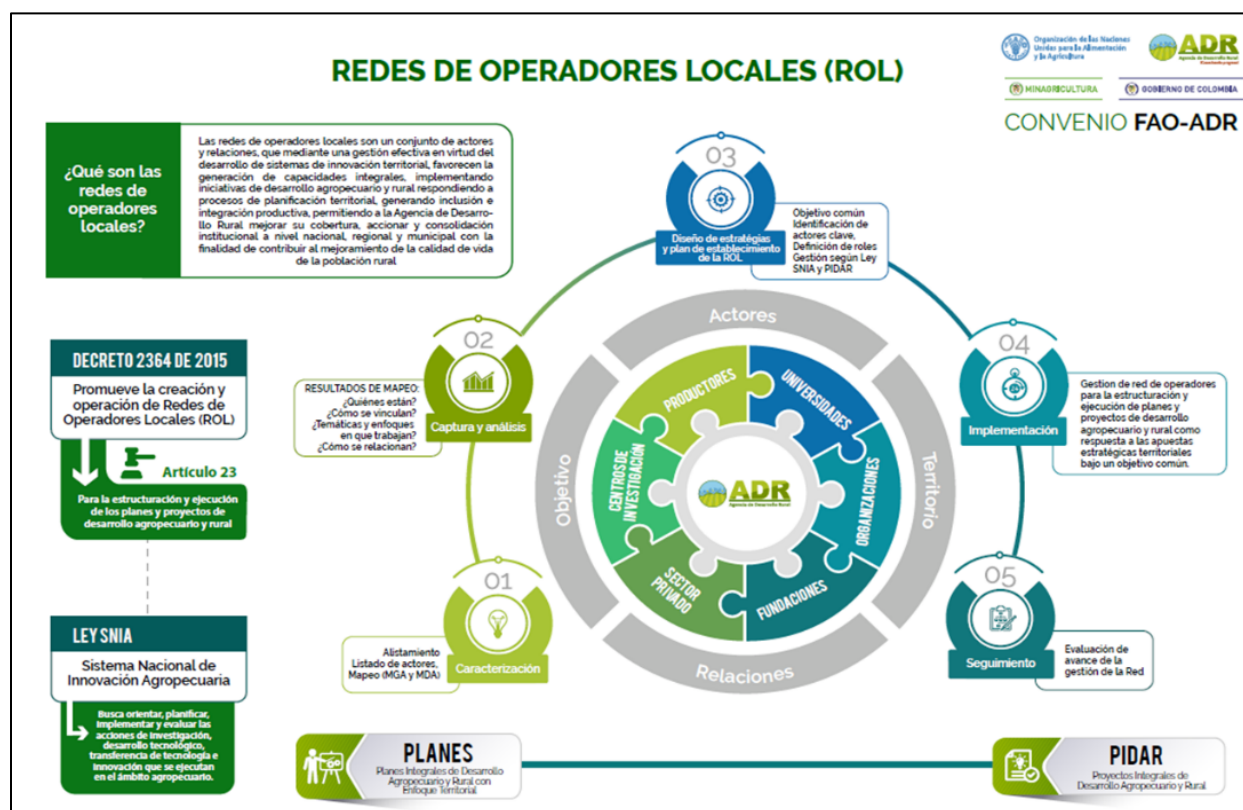 REDES DE OPERADORES LOCALES (ROL)
Organización de las Naciones
Unidas para la Alimentación
y la Agricultura
ADR
Agencia de Desarrollo Rural
MINAGRICULTURA
GOBIERNO DE COLOMBIA
CONVENIO FAO-ADR
¿Qué son las
redes de
operadores
locales?
Las redes de operadores locales son un conjunto de actores
y relaciones, que mediante una gestión efectiva en virtud del
desarrollo de sistemas de innovación territorial, favorecen la
generación de capacidades integrales, implementando
iniciativas de desarrollo agropecuario y rural respondiendo a
procesos de planificación territorial, generando inclusión e
integración productiva, permitiendo a la Agencia de Desarro-
llo Rural mejorar su cobertura, accionar y consolidación
institucional a nivel nacional, regional y municipal con la
finalidad de contribuir al mejoramiento de la calidad de vida
de la población rural
DECRETO 2364 DE 2015
Promueve la creación y
operación de Redes de
Operadores Locales (ROL)
Artículo 23
Para la estructuración y ejecución
de los planes y proyectos de
desarrollo agropecuario y rural
LEY SNIA
Sistema Nacional de
Innovación Agropecuaria
Busca orientar, planificar,
implementar y evaluar las
acciones de investigación,
desarrollo tecnológico,
transferencia de tecnología e
innovación que se ejecutan
en el ámbito agropecuario.
01
Caracterización
Alistamiento
Listado de actores,
Mapeo (MGA y MDA)
02
Captura y análisis
RESULTADOS DE MAPEO:
¿Quiénes están?
¿Cómo se vinculan?
¿Temáticas y enfoques
en que trabajan?
¿Cómo se relacionan?
03
Diseño de estratégias
y plan de establecimiento
de la ROL
Objetivo común
Identificación de
actores clave,
Definición de roles
Gestión según Ley
SNIA y PIDAR
04
Implementación
Gestion de red de operadores
para la estructuración y
ejecución de planes y
proyectos de desarrollo
agropecuario y rural como
respuesta a las apuestas
estratégicas territoriales
bajo un objetivo común.
05
Seguimiento
Evaluación de
avance de la
gestión de la Red
Actores
Territorio
Relaciones
Objetivo
PRODUCTORES
UNIVERSIDADES
ORGANIZACIONES
FUNDACIONES
SECTOR
PRIVADO
CENTROS DE
INVESTIGACIÓN
ADR
Agencia de Desarrollo Rural
PLANES
Planes Integrales de Desarrollo
Agropecuario y Rural con
Enfoque Territorial
PIDAR
Proyectos Integrales de
Desarrollo Agropecuario y Rural